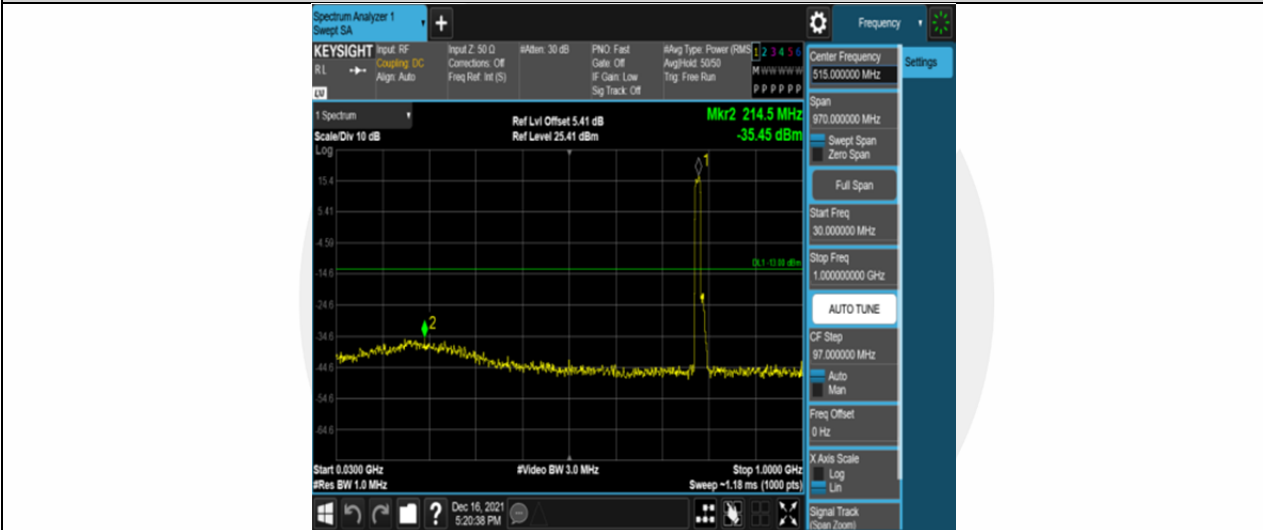 Spectrum Analyzer 1
Swept SA
Frequency
KEYSIGHT
RL
LV
Input: RF
Coupling: DC
Align: Auto
Input Z: 50 Ω
Corrections: Off
Freq Ref: Int (S)
#Atten: 30 dB
PNO: Fast
Gate: Off
IF Gain: Low
Sig Track: Off
#Avg Type: Power (RMS
Avg|Hold: 50/50
Trig: Free Run
1 2 3 4 5 6
M W W W W W
P P P P P P
1 Spectrum
Scale/Div 10 dB
Ref Lvl Offset 5.41 dB
Ref Level 25.41 dBm
Mkr2 214.5 MHz
-35.45 dBm
Log
15.4
5.41
-4.59
-14.6
-24.6
-34.6
-44.6
-54.6
-64.6
1
DL1 -13.00 dBm
2
Start 0.0300 GHz
#Res BW 1.0 MHz
#Video BW 3.0 MHz
Stop 1.0000 GHz
Sweep ~1.18 ms (1000 pts)
Dec 16, 2021
5:20:38 PM
Center Frequency
515.000000 MHz
Settings
Span
970.000000 MHz
Swept Span
Zero Span
Full Span
Start Freq
30.000000 MHz
Stop Freq
1.000000000 GHz
AUTO TUNE
CF Step
97.000000 MHz
Auto
Man
Freq Offset
0 Hz
X Axis Scale
Log
Lin
Signal Track
(Span Zoom)